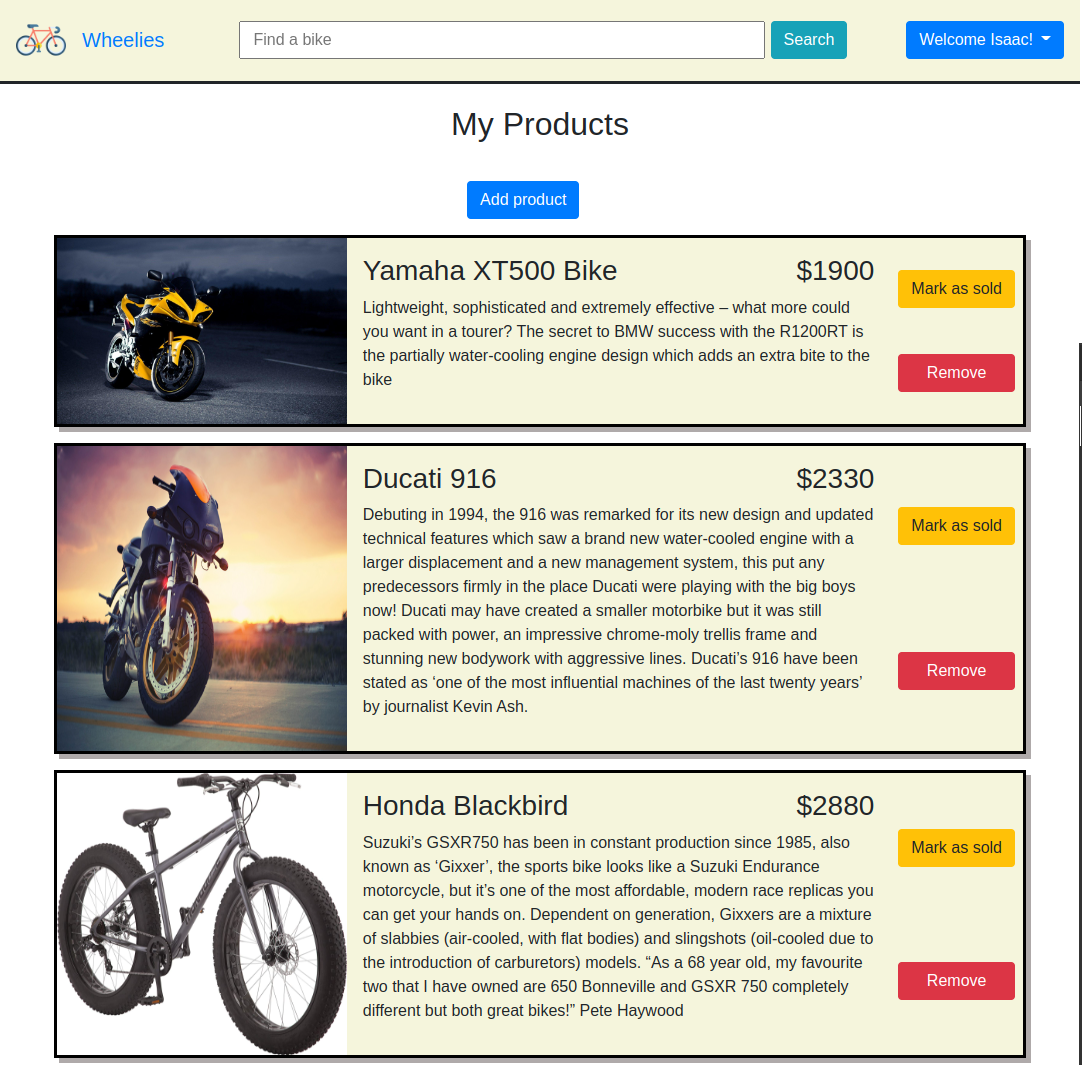 Wheelies
Find a bike
Search
Welcome Isaac!
My Products
Add product
Yamaha XT500 Bike
$1900
Lightweight, sophisticated and extremely effective – what more could
you want in a tourer? The secret to BMW success with the R1200RT is
the partially water-cooling engine design which adds an extra bite to the
bike
Mark as sold
Remove
Ducati 916
$2330
Debuting in 1994, the 916 was remarked for its new design and updated
technical features which saw a brand new water-cooled engine with a
larger displacement and a new management system, this put any
predecessors firmly in the place Ducati were playing with the big boys
now! Ducati may have created a smaller motorbike but it was still
packed with power, an impressive chrome-moly trellis frame and
stunning new bodywork with aggressive lines. Ducati’s 916 have been
stated as ‘one of the most influential machines of the last twenty years’
by journalist Kevin Ash.
Mark as sold
Remove
Honda Blackbird
$2880
Suzuki’s GSXR750 has been in constant production since 1985, also
known as ‘Gixxer’, the sports bike looks like a Suzuki Endurance
motorcycle, but it’s one of the most affordable, modern race replicas you
can get your hands on. Dependent on generation, Gixxers are a mixture
of slabbies (air-cooled, with flat bodies) and slingshots (oil-cooled due to
the introduction of carburetors) models. “As a 68 year old, my favourite
two that I have owned are 650 Bonneville and GSXR 750 completely
different but both great bikes!” Pete Haywood
Mark as sold
Remove